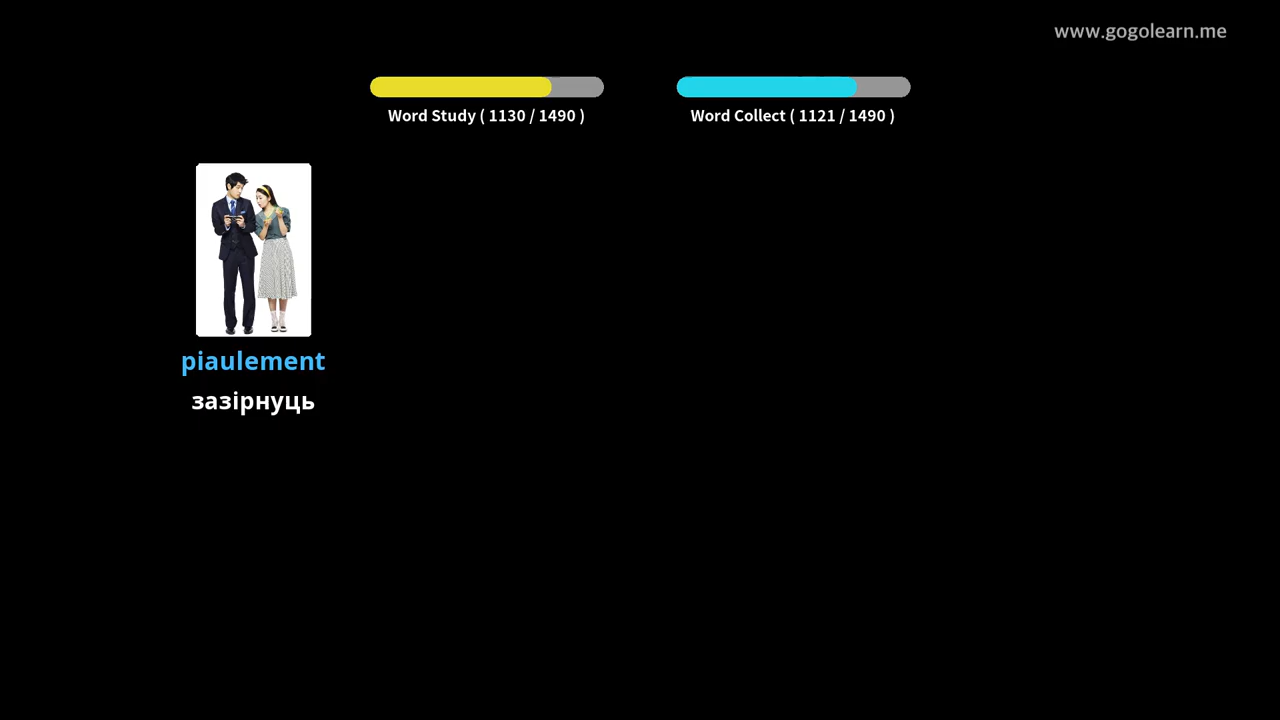 www.gogolearn.me
Word Study ( 1130 / 1490 )
Word Collect ( 1121 / 1490 )
piaulement
зазірнуць